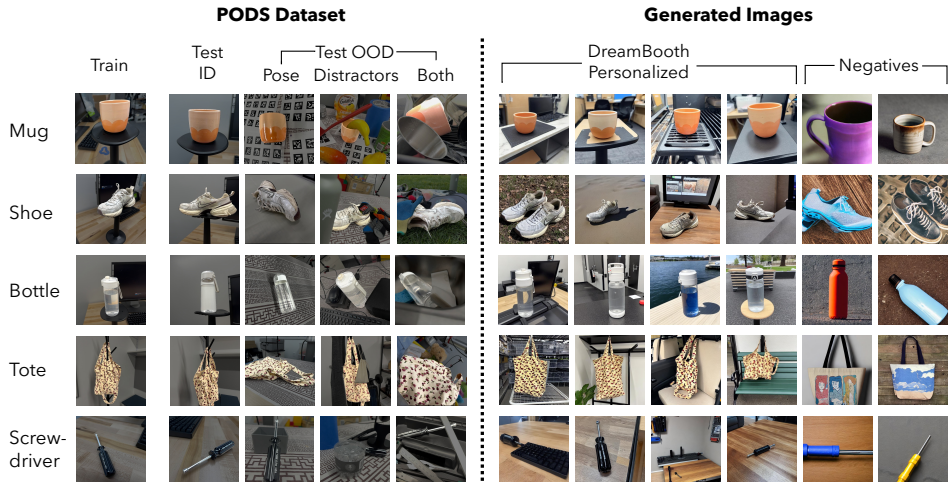 PODS Dataset
Generated Images
Train
Test
ID
Test OOD
Pose
Distractors
Both
DreamBooth
Personalized
Negatives
Mug
Shoe
Bottle
Tote
Screw-
driver